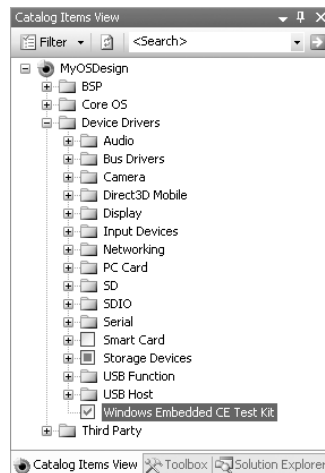 Catalog Items View
Filter <Search>
MyOSDesign
BSP
Core OS
Device Drivers
Audio
Bus Drivers
Camera
Direct3D Mobile
Display
Input Devices
Networking
PC Card
SD
SDIO
Serial
Smart Card
Storage Devices
USB Function
USB Host
Windows Embedded CE Test Kit
Third Party
Catalog Items View Toolbox Solution Explorer